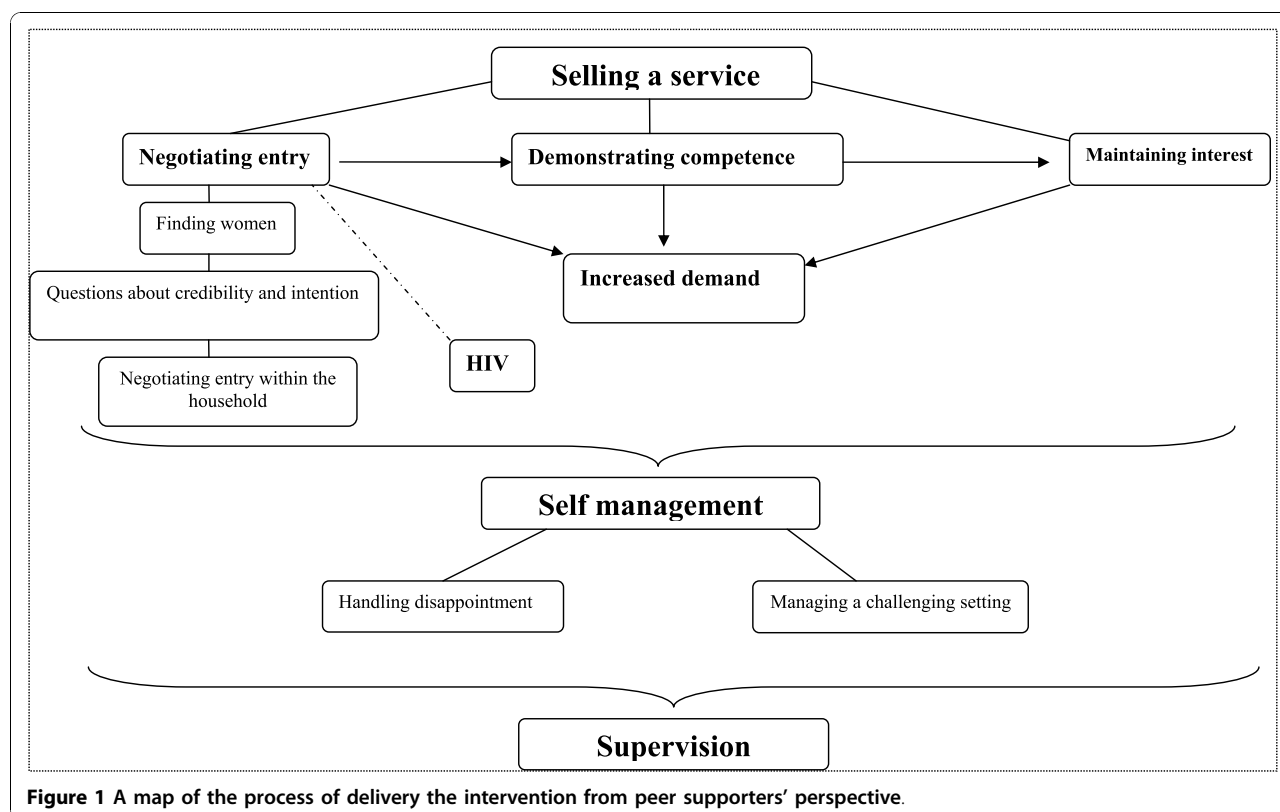 Selling a service
Negotiating entry
Demonstrating competence
Maintaining interest
Finding women
Increased demand
Questions about credibility and intention
HIV
Negotiating entry within the
household
Self management
Handling disappointment
Managing a challenging setting
Supervision
Figure 1 A map of the process of delivery the intervention from peer supporters' perspective.